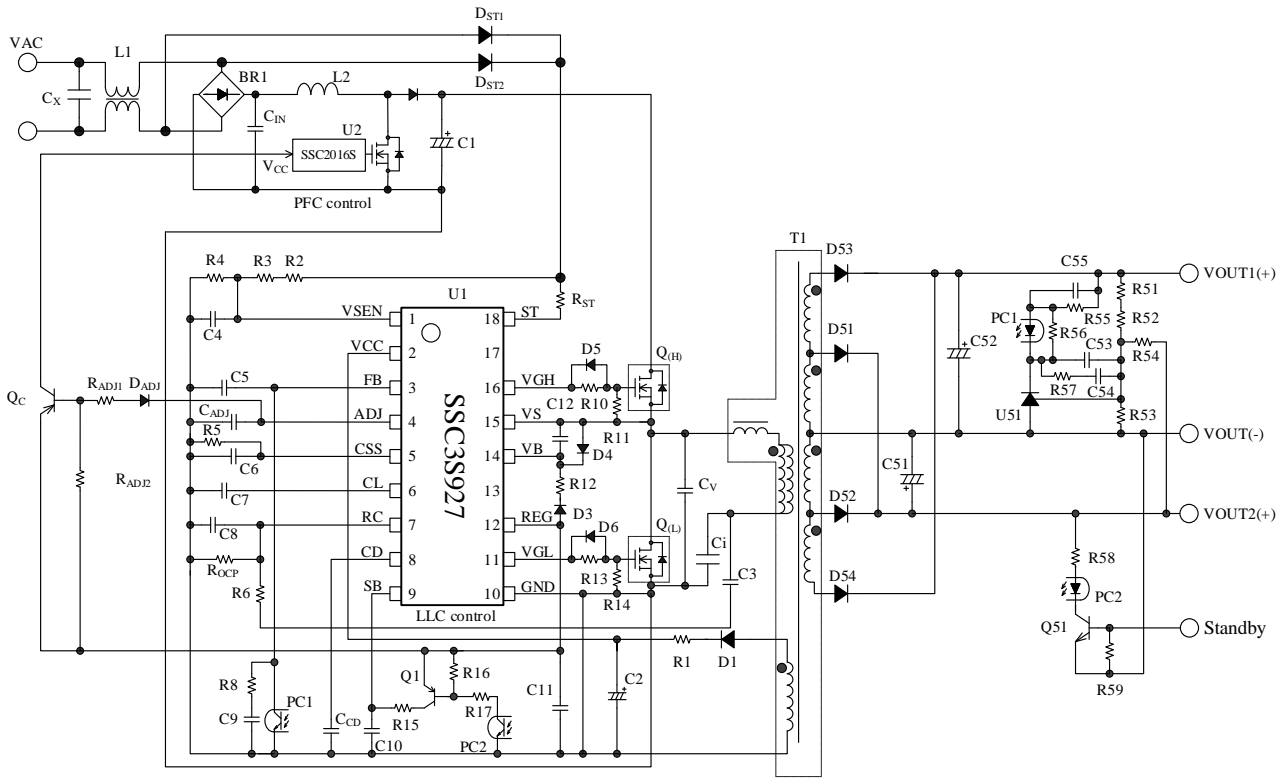 VAC
L1
DST1
DST2
BR1
L2
CX
CIN
U2
C1
SSC2016S
VCC
PFC control
T1
R4
R3
R2
U1
RST
C4
VSEN
1
18
ST
VCC
2
17
D5
Q(H)
C5
FB
3
16
VGH
R10
QC
RADJ1
DADJ
CADJ
ADJ
4
15
VS
C12
R11
R5
C6
CSS
5
14
VB
D4
RADJ2
C7
CL
6
13
R12
CV
C8
RC
7
12
REG
D3
D6
Q(L)
ROCP
CD
8
11
VGL
R13
Ci
C3
R6
SB
9
10
GND
R14
SSC3S927
LLC control
R1
D1
R8
C9
PC1
CCD
C10
Q1
R15
R16
R17
PC2
C11
C2
D53
D51
D52
D54
C52
C51
C55
PC1
R55
R56
C53
R57
C54
U51
R51
R52
R54
R53
VOUT1(+)
VOUT(-)
VOUT2(+)
R58
PC2
Q51
R59
Standby